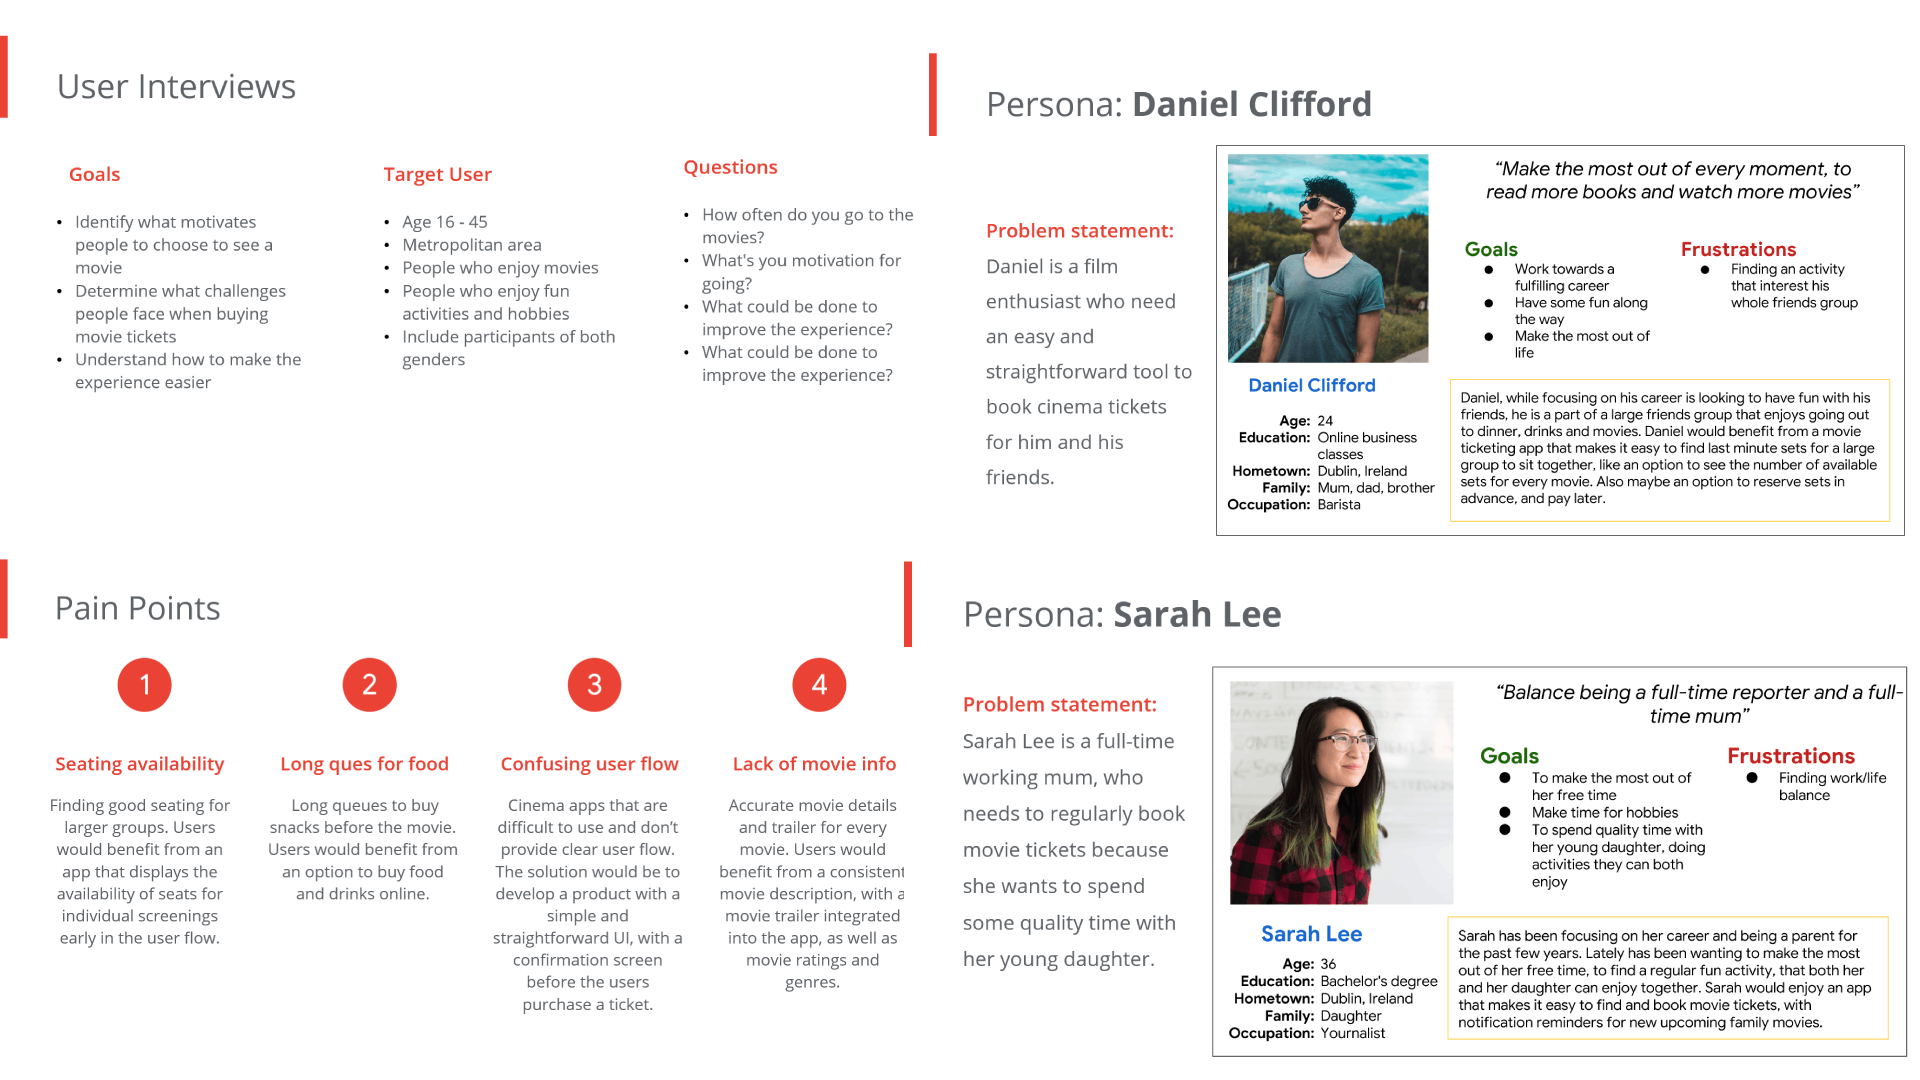 User Interviews
Goals
• Identify what motivates
people to choose to see a
movie
• Determine what challenges
people face when buying
movie tickets
• Understand how to make the
experience easier
Target User
• Age 16 - 45
• Metropolitan area
• People who enjoy movies
• People who enjoy fun
activities and hobbies
• Include participants of both
genders
Questions
• How often do you go to the
movies?
• What's you motivation for
going?
• What could be done to
improve the experience?
• What could be done to
improve the experience?
Persona: Daniel Clifford
Problem statement:
Daniel is a film
enthusiast who need
an easy and
straightforward tool to
book cinema tickets
for him and his
friends.
“Make the most out of every moment, to
read more books and watch more movies”
Goals
● Work towards a
fulfilling career
● Have some fun along
the way
● Make the most out of
life
Frustrations
● Finding an activity
that interest his
whole friends group
Daniel Clifford
Age: 24
Education: Online business
classes
Hometown: Dublin, Ireland
Family: Mum, dad, brother
Occupation: Barista
Daniel, while focusing on his career is looking to have fun with his
friends, he is a part of a large friends group that enjoys going out
to dinner, drinks and movies. Daniel would benefit from a movie
ticketing app that makes it easy to find last minute sets for a large
group to sit together, like an option to see the number of available
sets for every movie. Also maybe an option to reserve sets in
advance, and pay later.
Pain Points
1
Seating availability
Finding good seating for
larger groups. Users
would benefit from an
app that displays the
availability of seats for
individual screenings
early in the user flow.
2
Long ques for food
Long queues to buy
snacks before the movie.
Users would benefit from
an option to buy food
and drinks online.
3
Confusing user flow
Cinema apps that are
difficult to use and don’t
provide clear user flow.
The solution would be to
develop a product with a
simple and
straightforward UI, with a
confirmation screen
before the users
purchase a ticket.
4
Lack of movie info
Accurate movie details
and trailer for every
movie. Users would
benefit from a consistent
movie description, with a
movie trailer integrated
into the app, as well as
movie ratings and
genres.
Persona: Sarah Lee
Problem statement:
Sarah Lee is a full-time
working mum, who
needs to regularly book
movie tickets because
she wants to spend
some quality time with
her young daughter.
“Balance being a full-time reporter and a full-
time mum”
Goals
● To make the most out of
her free time
● Make time for hobbies
● To spend quality time with
her young daughter, doing
activities they can both
enjoy
Frustrations
● Finding work/life
balance
Sarah Lee
Age: 36
Education: Bachelor's degree
Hometown: Dublin, Ireland
Family: Daughter
Occupation: Yournalist
Sarah has been focusing on her career and being a parent for
the past few years. Lately has been wanting to make the most
out of her free time, to find a regular fun activity, that both her
and her daughter can enjoy together. Sarah would enjoy an app
that makes it easy to find and book movie tickets, with
notification reminders for new upcoming family movies.